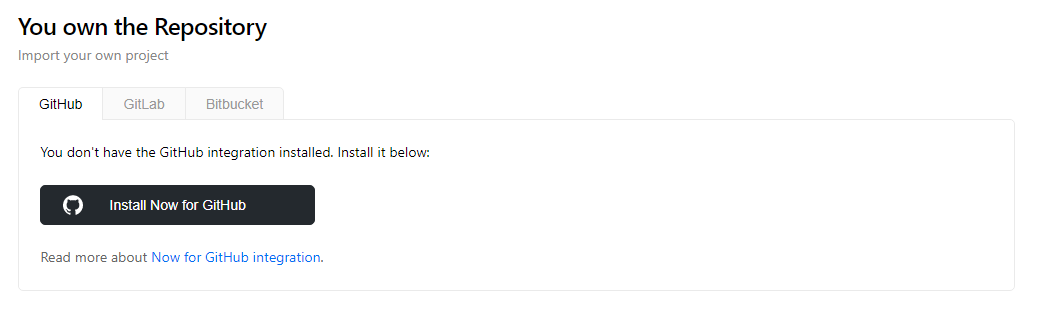 You own the Repository
Import your own project
GitHub GitLab Bitbucket
You don't have the GitHub integration installed. Install it below:
Install Now for GitHub
Read more about Now for GitHub integration.